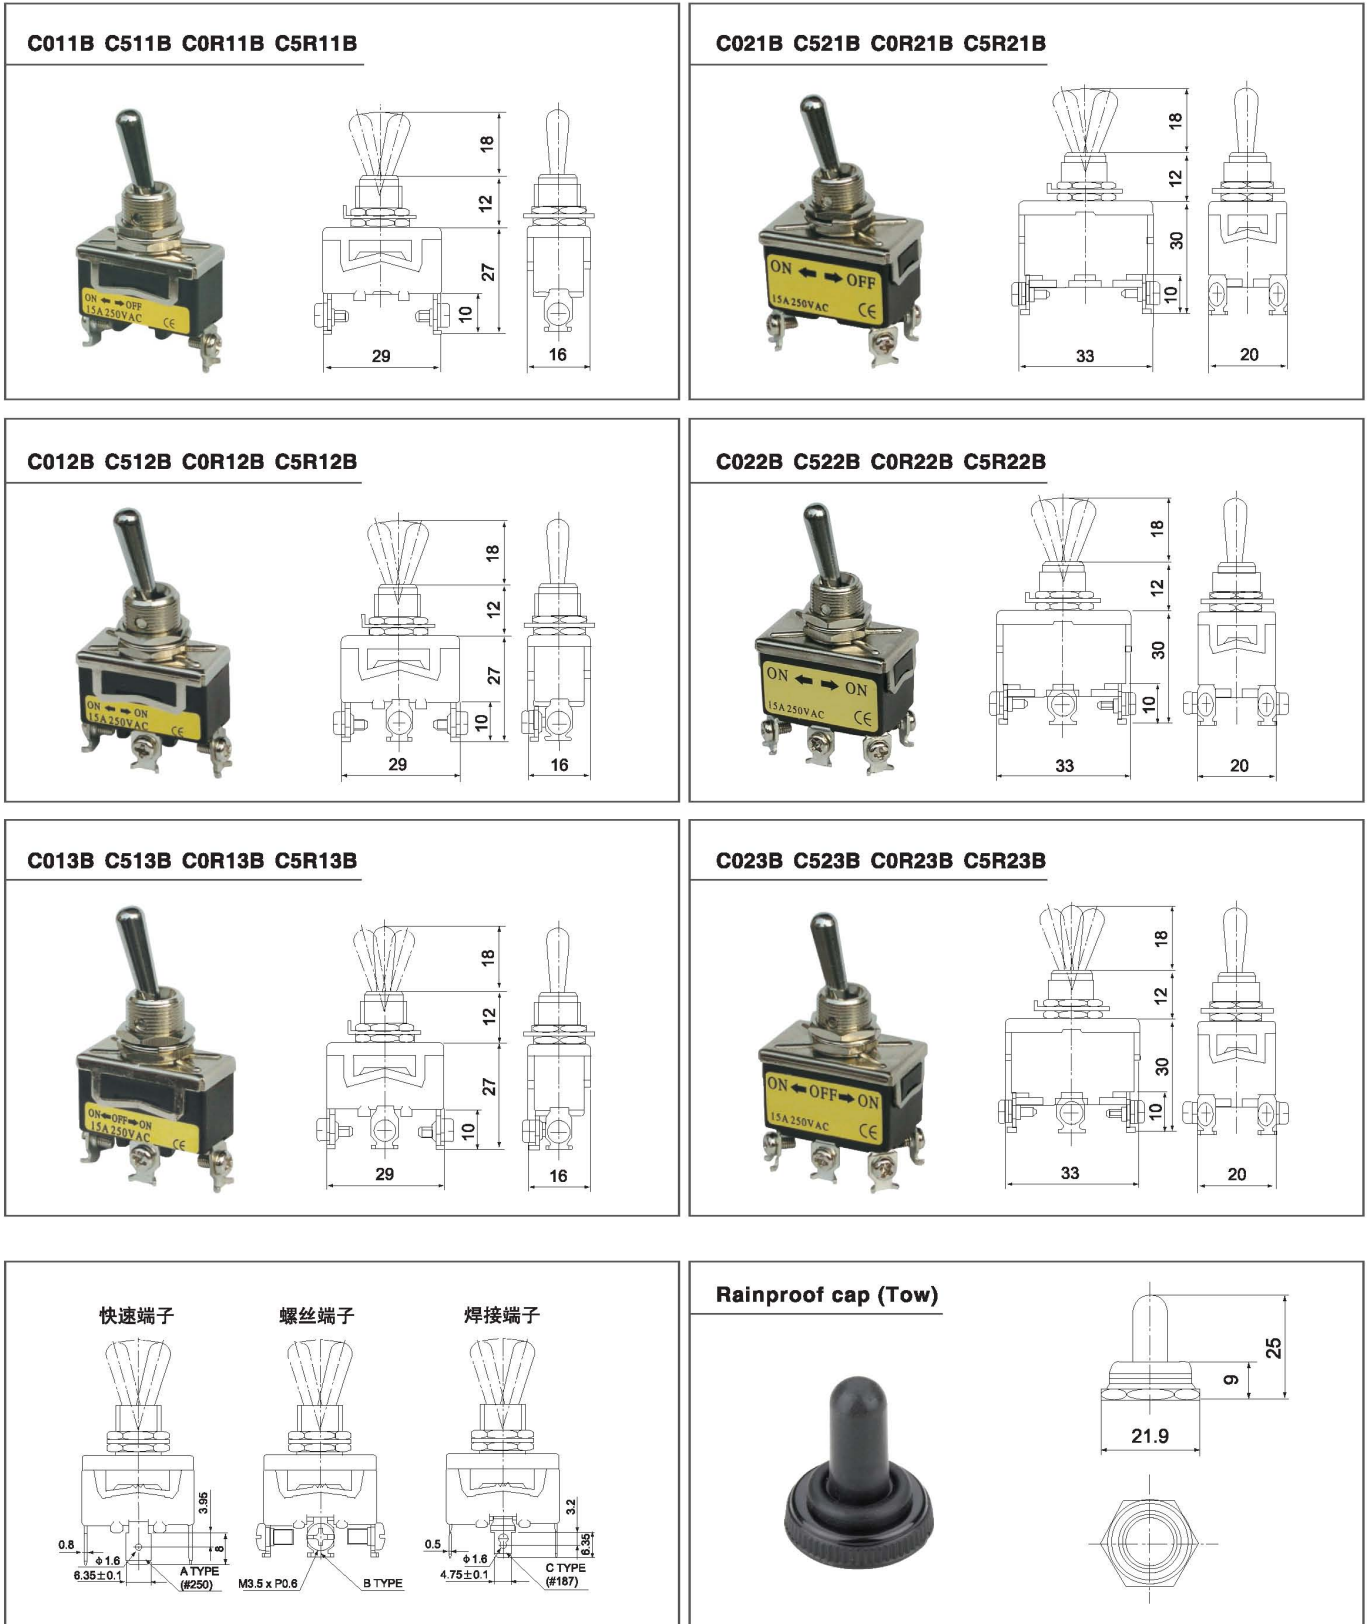 C011B C511B C0R11B C5R11B
ON OFF
15A 250VAC CE
18
12
27
10
29
16
C021B C521B C0R21B C5R21B
ON OFF
15A 250VAC CE
18
12
30
10
33
20
C012B C512B C0R12B C5R12B
ON ON
15A 250VAC CE
18
12
27
10
29
16
C022B C522B C0R22B C5R22B
ON ON
15A 250VAC CE
18
12
30
10
33
20
C013B C513B C0R13B C5R13B
ON OFF ON
15A 250VAC CE
18
12
27
10
29
16
C023B C523B C0R23B C5R23B
ON OFF ON
15A 250VAC CE
18
12
30
10
33
20
快速端子
3.95
0.8
8
ϕ1.6
6.35±0.1
A TYPE
(#250)
螺丝端子
M3.5 x P0.6
B TYPE
焊接端子
3.2
0.5
6.35
ϕ1.6
4.75±0.1
C TYPE
(#187)
Rainproof cap (Tow)
25
9
21.9